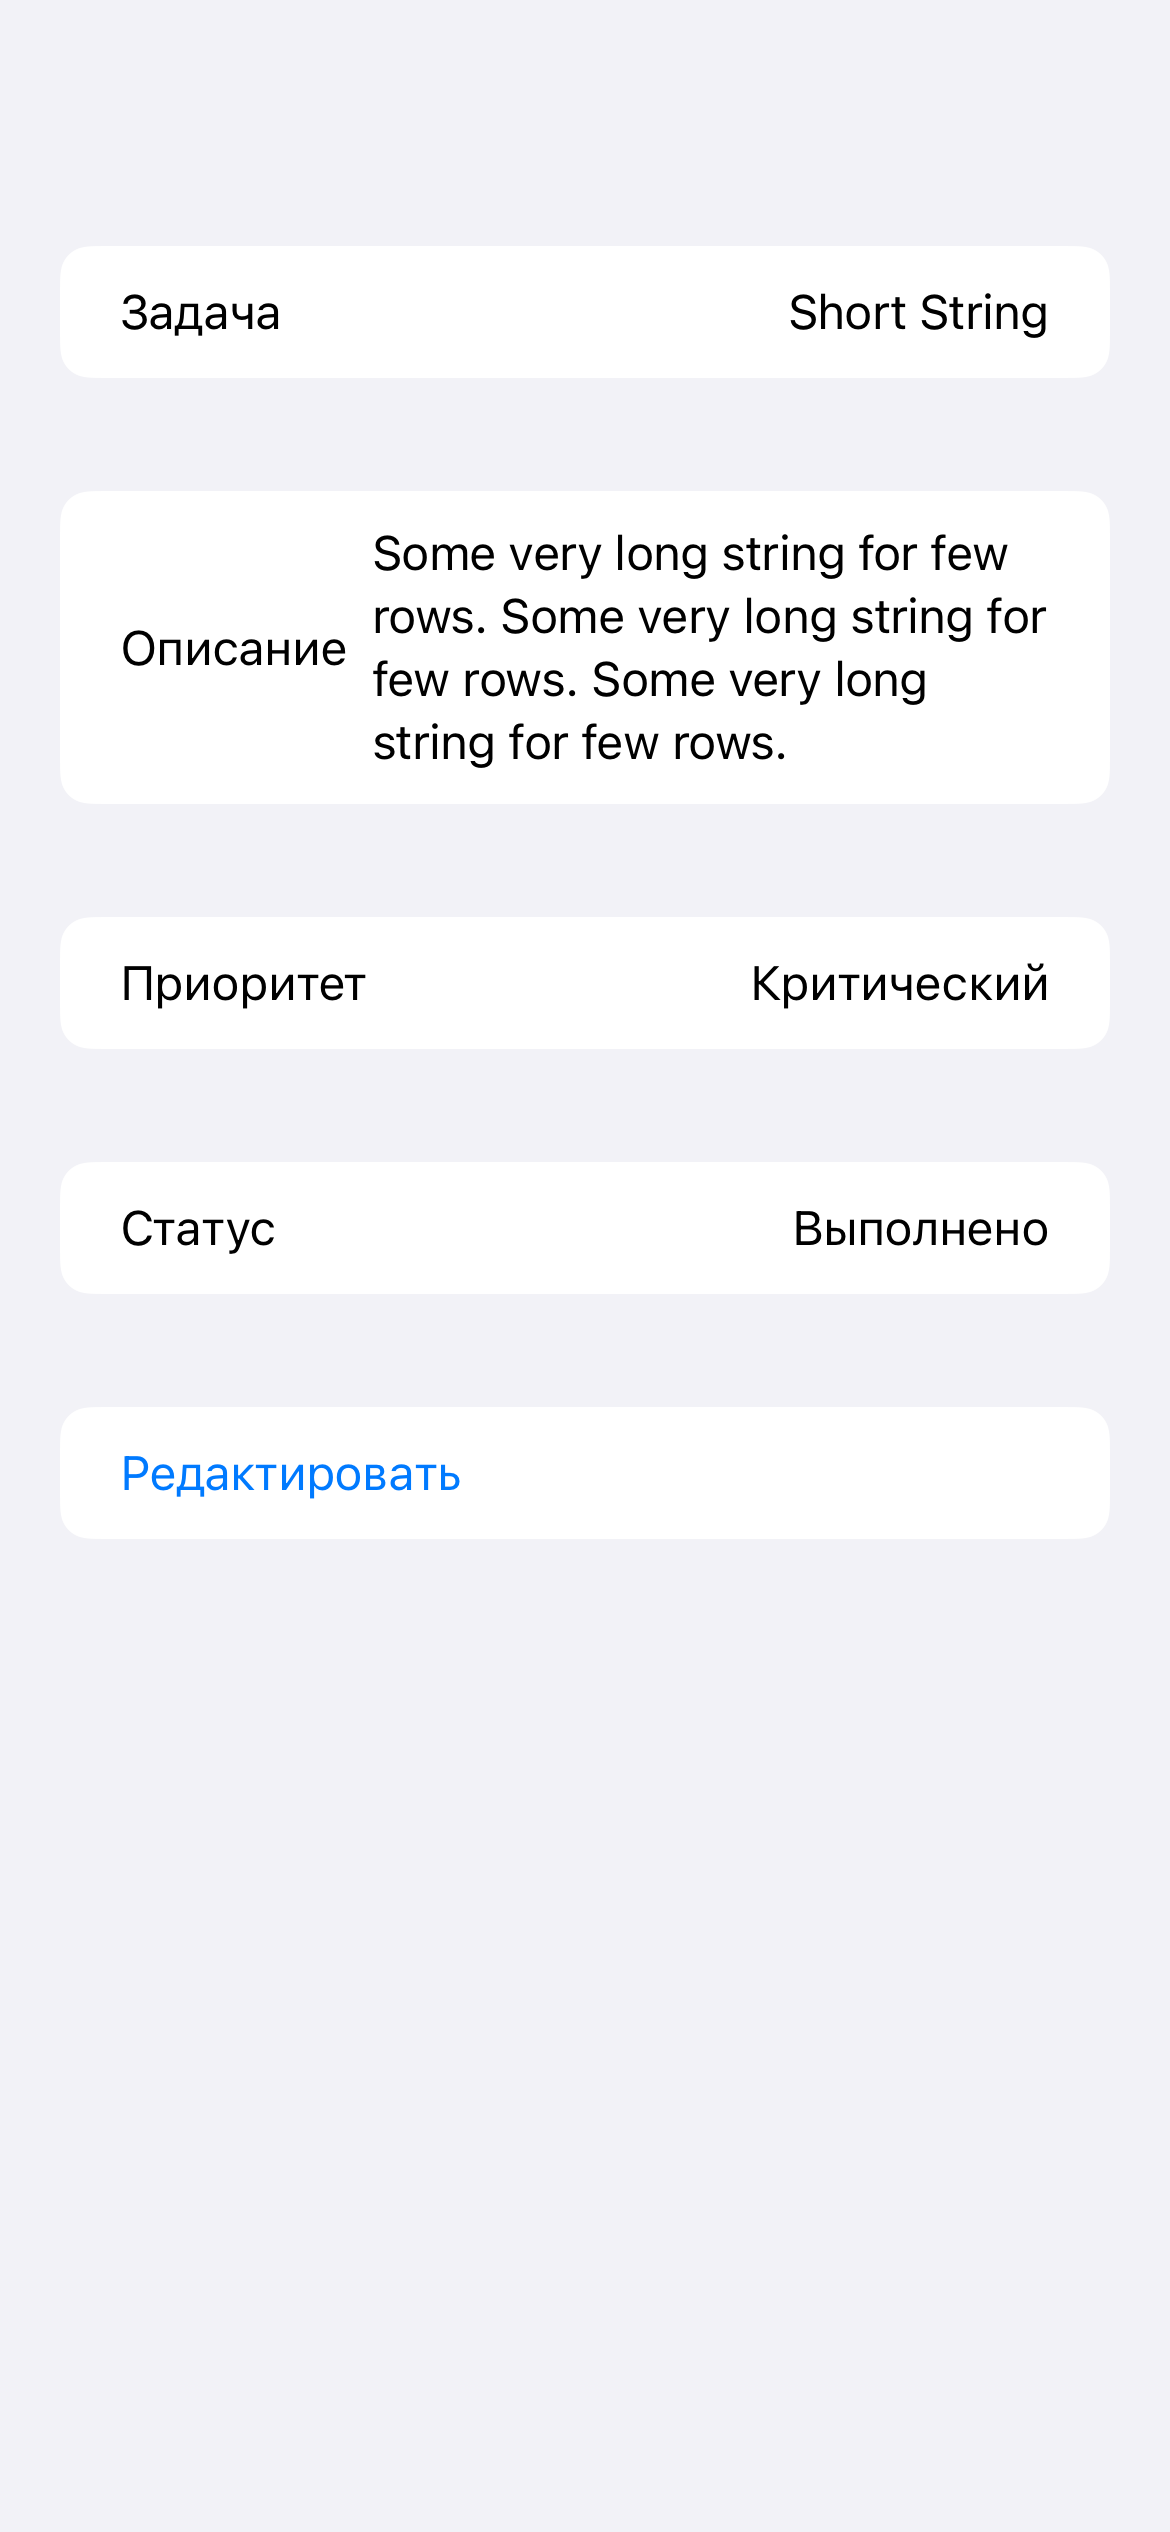 Задача
Short String
Описание
Some very long string for few
rows. Some very long string for
few rows. Some very long
string for few rows.
Приоритет
Критический
Статус
Выполнено
Редактировать